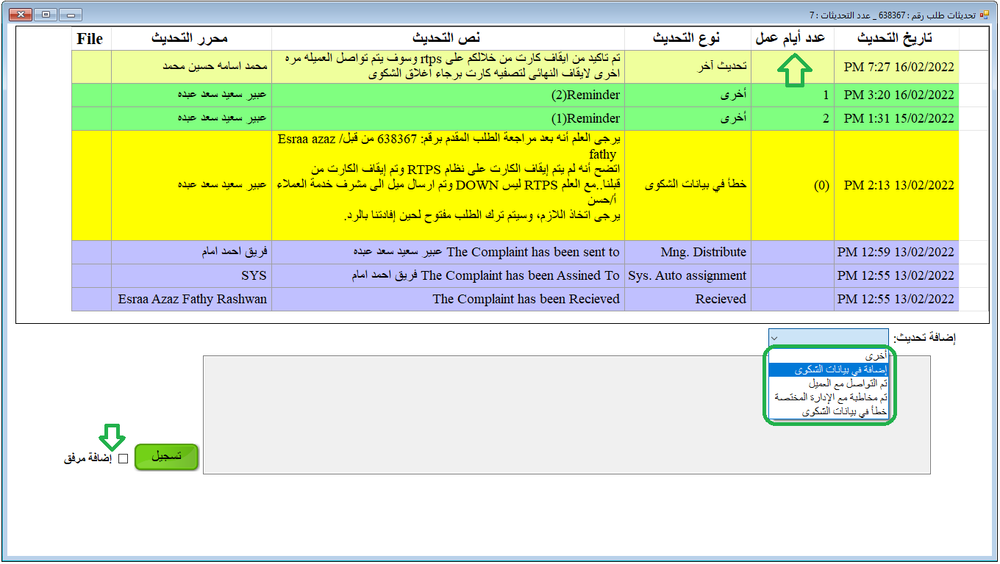 تحديثات طلب رقم : 638367 _ عدد التحديثات : 7
تاريخ التحديث عدد أيام عمل نوع التحديث نص التحديث محرر التحديث File
16/02/2022 7:27 PM تحديث آخر تم تاكيد من ايقاف كارت من خلالكم على rtps وسوف يتم تواصل العميله مره
اخرى لايقاف النهائى لتصفيه كارت برجاء اغلاق الشكوى محمد اسامه حسين محمد
16/02/2022 3:20 PM 1 أخرى Reminder(2) عبير سعيد سعد عبده
15/02/2022 1:31 PM 2 أخرى Reminder(1) عبير سعيد سعد عبده
13/02/2022 2:13 PM (0) خطأ في بيانات الشكوى يرجى العلم أنه بعد مراجعة الطلب المقدم برقم: 638367 من قبل/ Esraa azaz
fathy
اتضح أنه لم يتم إيقاف الكارت على نظام RTPS وتم إيقاف الكارت من
قبلنا..مع العلم RTPS ليس DOWN وتم ارسال ميل الى مشرف خدمة العملاء
أ/حسن
يرجى اتخاذ اللازم، وسيتم ترك الطلب مفتوح لحين إفادتنا بالرد. عبير سعيد سعد عبده
13/02/2022 12:59 PM Mng. Distribute The Complaint has been sent to عبير سعيد سعد عبده فريق احمد امام
13/02/2022 12:55 PM Sys. Auto assignment The Complaint has been Assined To فريق احمد امام SYS
13/02/2022 12:55 PM Recieved The Complaint has been Recieved Esraa Azaz Fathy Rashwan
إضافة تحديث:
أخرى
إضافة في بيانات الشكوى
تم التواصل مع العميل
تم مخاطبة مع الإدارة المختصة
خطأ في بيانات الشكوى
تسجيل
إضافة مرفق